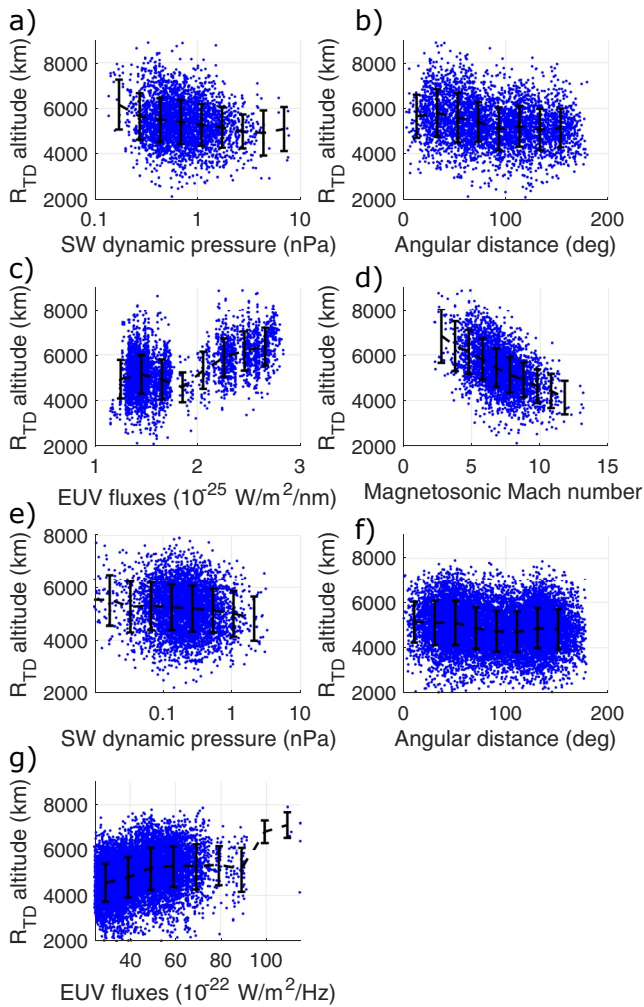 a)
R_TD altitude (km)
8000
6000
4000
2000
0.1 1 10
SW dynamic pressure (nPa)
b)
R_TD altitude (km)
8000
6000
4000
2000
0 100 200
Angular distance (deg)
c)
R_TD altitude (km)
8000
6000
4000
2000
1 2 3
EUV fluxes (10^-25 W/m^2/nm)
d)
R_TD altitude (km)
8000
6000
4000
2000
0 5 10 15
Magnetosonic Mach number
e)
R_TD altitude (km)
8000
6000
4000
2000
0.1 1 10
SW dynamic pressure (nPa)
f)
R_TD altitude (km)
8000
6000
4000
2000
0 100 200
Angular distance (deg)
g)
R_TD altitude (km)
8000
6000
4000
2000
40 60 80 100
EUV fluxes (10^-22 W/m^2/Hz)